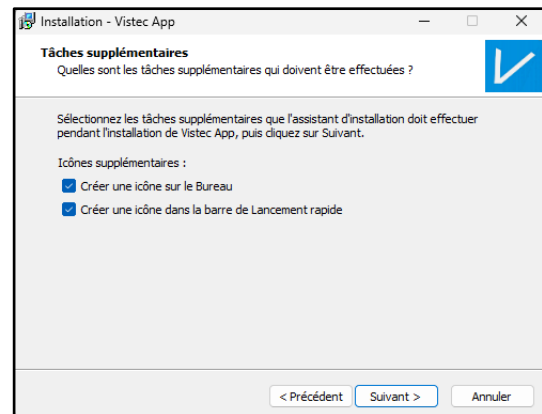 Installation - Vistec App
Tâches supplémentaires
Quelles sont les tâches supplémentaires qui doivent être effectuées ?
Sélectionnez les tâches supplémentaires que l'assistant d'installation doit effectuer
pendant l'installation de Vistec App, puis cliquez sur Suivant.
Icônes supplémentaires :
Créer une icône sur le Bureau
Créer une icône dans la barre de Lancement rapide
< Précédent Suivant > Annuler